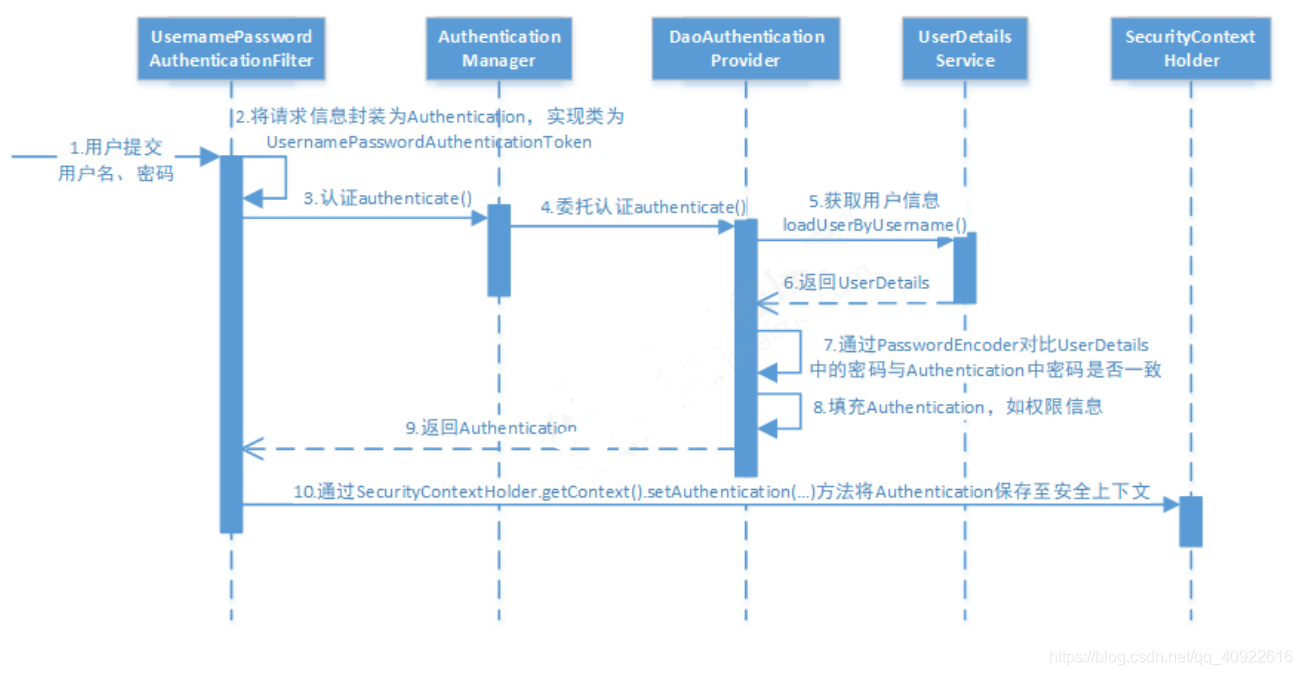 UsernamePassword
AuthenticationFilter
Authentication
Manager
DaoAuthentication
Provider
UserDetails
Service
SecurityContext
Holder
1.用户提交
用户名、密码
2.将请求信息封装为Authentication，实现类为
UsernamePasswordAuthenticationToken
3.认证authenticate()
4.委托认证authenticate()
5.获取用户信息
loadUserByUsername()
6.返回UserDetails
7.通过PasswordEncoder对比UserDetails
中的密码与Authentication中密码是否一致
8.填充Authentication，如权限信息
9.返回Authentication
10.通过SecurityContextHolder.getContext().setAuthentication(...)方法将Authentication保存至安全上下文
https://blog.csdn.net/qq_40922616